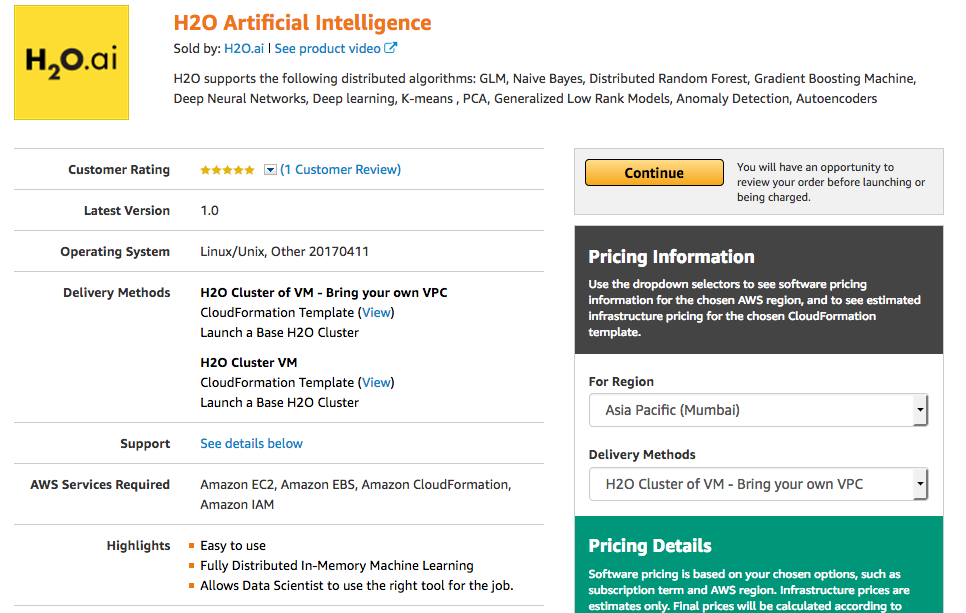 H2O.ai
H2O Artificial Intelligence
Sold by: H2O.ai | See product video
H2O supports the following distributed algorithms: GLM, Naive Bayes, Distributed Random Forest, Gradient Boosting Machine,
Deep Neural Networks, Deep learning, K-means , PCA, Generalized Low Rank Models, Anomaly Detection, Autoencoders
Customer Rating (1 Customer Review)
Latest Version 1.0
Operating System Linux/Unix, Other 20170411
Delivery Methods H2O Cluster of VM - Bring your own VPC
CloudFormation Template (View)
Launch a Base H2O Cluster
H2O Cluster VM
CloudFormation Template (View)
Launch a Base H2O Cluster
Support See details below
AWS Services Required Amazon EC2, Amazon EBS, Amazon CloudFormation,
Amazon IAM
Highlights Easy to use
Fully Distributed In-Memory Machine Learning
Allows Data Scientist to use the right tool for the job.
Continue
You will have an opportunity to
review your order before launching or
being charged.
Pricing Information
Use the dropdown selectors to see software pricing
information for the chosen AWS region, and to see estimated
infrastructure pricing for the chosen CloudFormation
template.
For Region
Asia Pacific (Mumbai)
Delivery Methods
H2O Cluster of VM - Bring your own VPC
Pricing Details
Software pricing is based on your chosen options, such as
subscription term and AWS region. Infrastructure prices are
estimates only. Final prices will be calculated according to